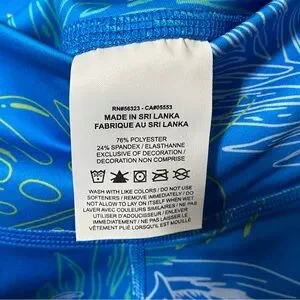 RN#56323 - CA#05553
MADE IN SRI LANKA
FABRIQUE AU SRI LANKA
76% POLYESTER
24% SPANDEX / ELASTHANNE
EXCLUSIVE OF DECORATION /
DECORATION NON COMPRISE
WASH WITH LIKE COLORS / DO NOT USE
SOFTENERS / REMOVE IMMEDIATELY / DO
NOT ALLOW TO LAY ON ITSELF WHEN WET
LAVER AVEC COULEURS SIMILAIRES / ÉVITER
D'UTILISER D'ADOUCISSEUR / ENLEVER
IMMÉDIATEMENT / NE PAS LAISSER LE
VÊTEMENT PLIÉ LORSQU'IL EST MOUILLÉ